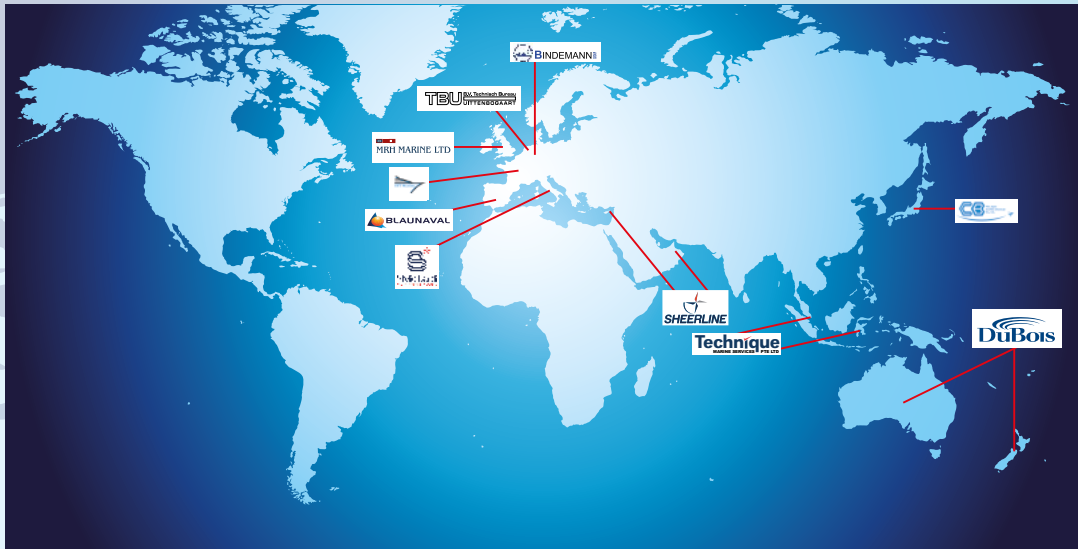 BINDEMANN
TBU B.V. Technisch Bureau
UITTENBOGAART
MRH MARINE LTD
BLAUNAVAL
SHEERLINE
Technique
MARINE SERVICES PTE LTD
DUBOIS